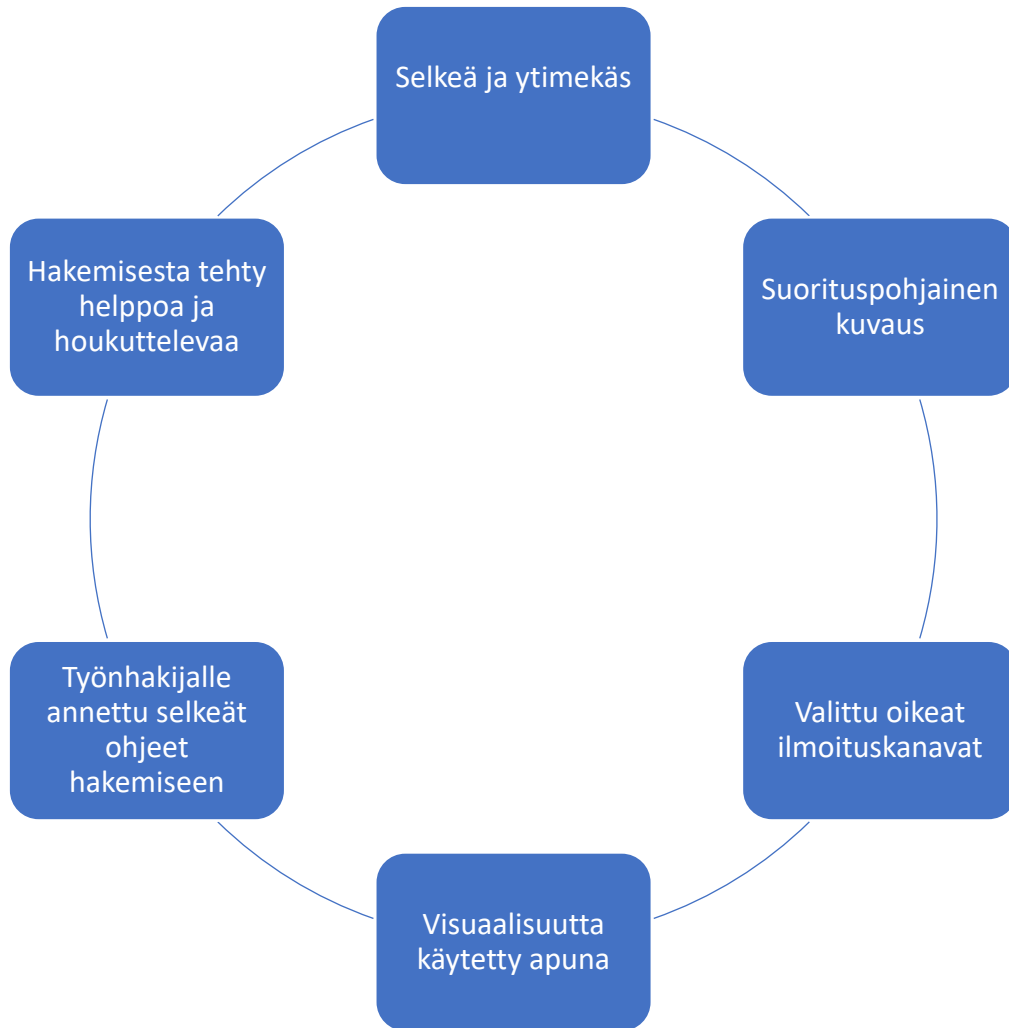 Selkeä ja ytimekäs
Suorituspohjainen
kuvaus
Valittu oikeat
ilmoituskanavat
Visuaalisuutta
käytetty apuna
Työnhakijalle
annettu selkeät
ohjeet
hakemiseen
Hakemisesta tehty
helppoa ja
houkuttelevaa